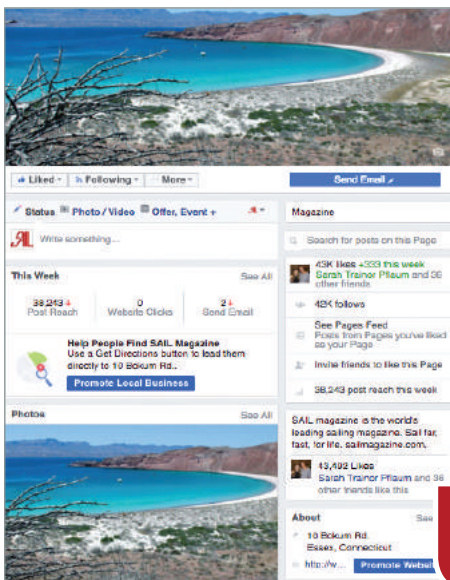 Liked
Following
More
Send Email
Status
Photo / Video
Offer, Event +
Write something...
This Week
See All
38,243
Post Reach
0
Website Clicks
2
Send Email
Help People Find SAIL Magazine
Use a Get Directions button to lead them
directly to 10 Bokum Rd..
Promote Local Business
Photos
See All
Magazine
Search for posts on this Page
43K likes +333 this week
Sarah Trainor Pflaum and 36
other friends
42K follows
See Pages Feed
Posts from Pages you've liked
as your Page
Invite friends to like this Page
38,243 post reach this week
SAIL magazine is the world's
leading sailing magazine. Sail far,
fast, for life. sailmagazine.com.
43,492 Likes
Sarah Trainor Pflaum and 36
other friends like this
About
See
10 Bokum Rd.
Essex, Connecticut
http://w...
Promote Websit